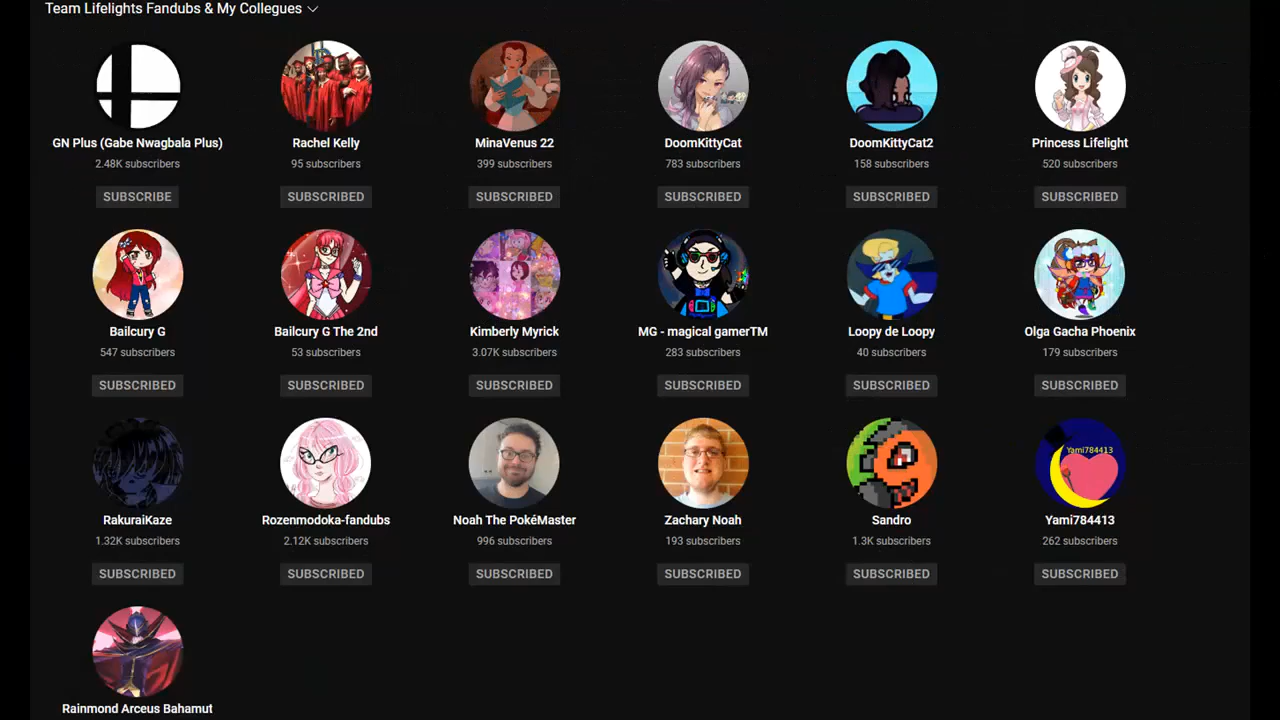 Team Lifelights Fandubs & My Collegues
GN Plus (Gabe Nwagbala Plus)
2.48K subscribers
SUBSCRIBE
Rachel Kelly
95 subscribers
SUBSCRIBED
MinaVenus 22
399 subscribers
SUBSCRIBED
DoomKittyCat
783 subscribers
SUBSCRIBED
DoomKittyCat2
158 subscribers
SUBSCRIBED
Princess Lifelight
520 subscribers
SUBSCRIBED
Bailcury G
547 subscribers
SUBSCRIBED
Bailcury G The 2nd
53 subscribers
SUBSCRIBED
Kimberly Myrick
3.07K subscribers
SUBSCRIBED
MG - magical gamerTM
283 subscribers
SUBSCRIBED
Loopy de Loopy
40 subscribers
SUBSCRIBED
Olga Gacha Phoenix
179 subscribers
SUBSCRIBED
RakuraiKaze
1.32K subscribers
SUBSCRIBED
Rozenmodoka-fandubs
2.12K subscribers
SUBSCRIBED
Noah The PokéMaster
996 subscribers
SUBSCRIBED
Zachary Noah
193 subscribers
SUBSCRIBED
Sandro
1.3K subscribers
SUBSCRIBED
Yami784413
Yami784413
262 subscribers
SUBSCRIBED
Rainmond Arceus Bahamut